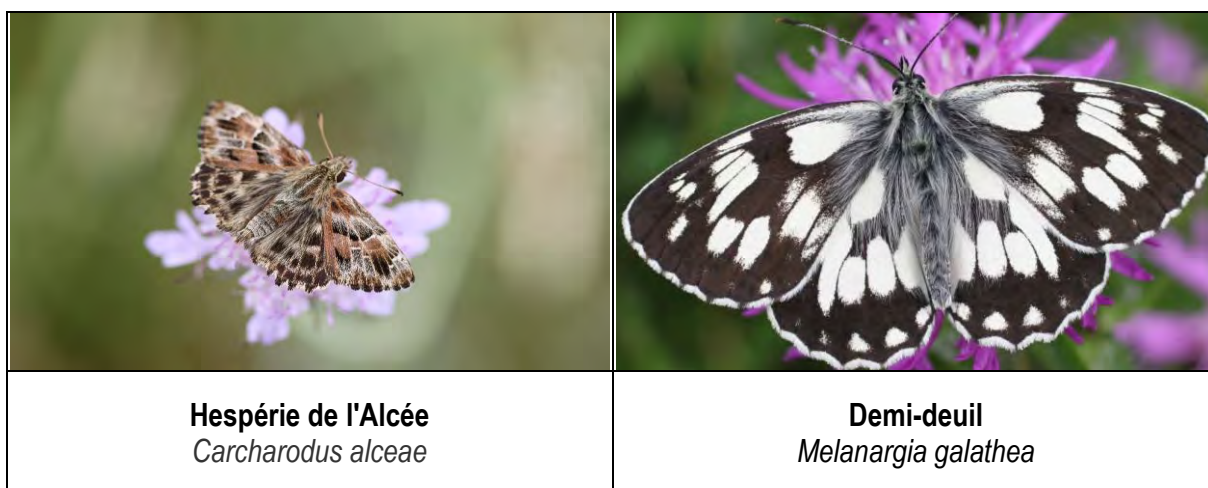 Hespérie de l'Alcée
Carcharodus alceae
Demi-deuil
Melanargia galathea